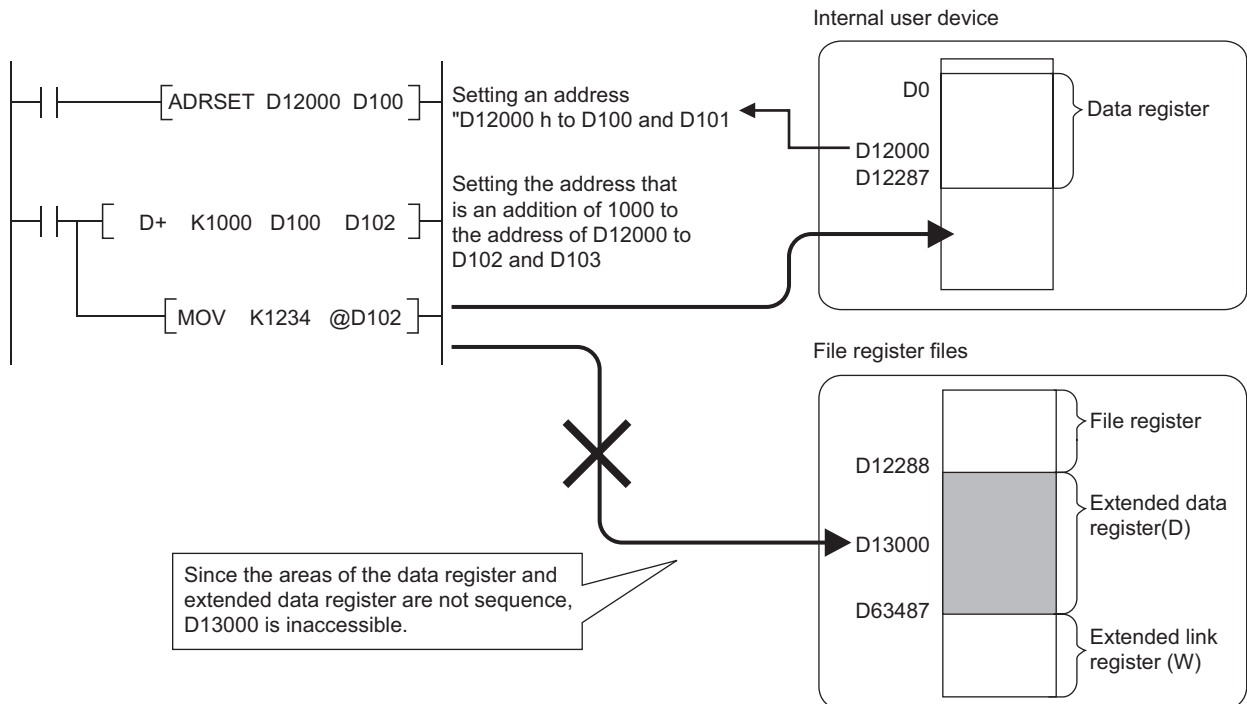 Internal user device
ADRSET D12000 D100
Setting an address
"D12000 h to D100 and D101
D0
D12000
D12287
Data register
D+ K1000 D100 D102
Setting the address that
is an addition of 1000 to
the address of D12000 to
D102 and D103
MOV K1234 @D102
File register files
File register
D12288
Extended data
register(D)
D13000
D63487
Extended link
register (W)
Since the areas of the data register and
extended data register are not sequence,
D13000 is inaccessible.